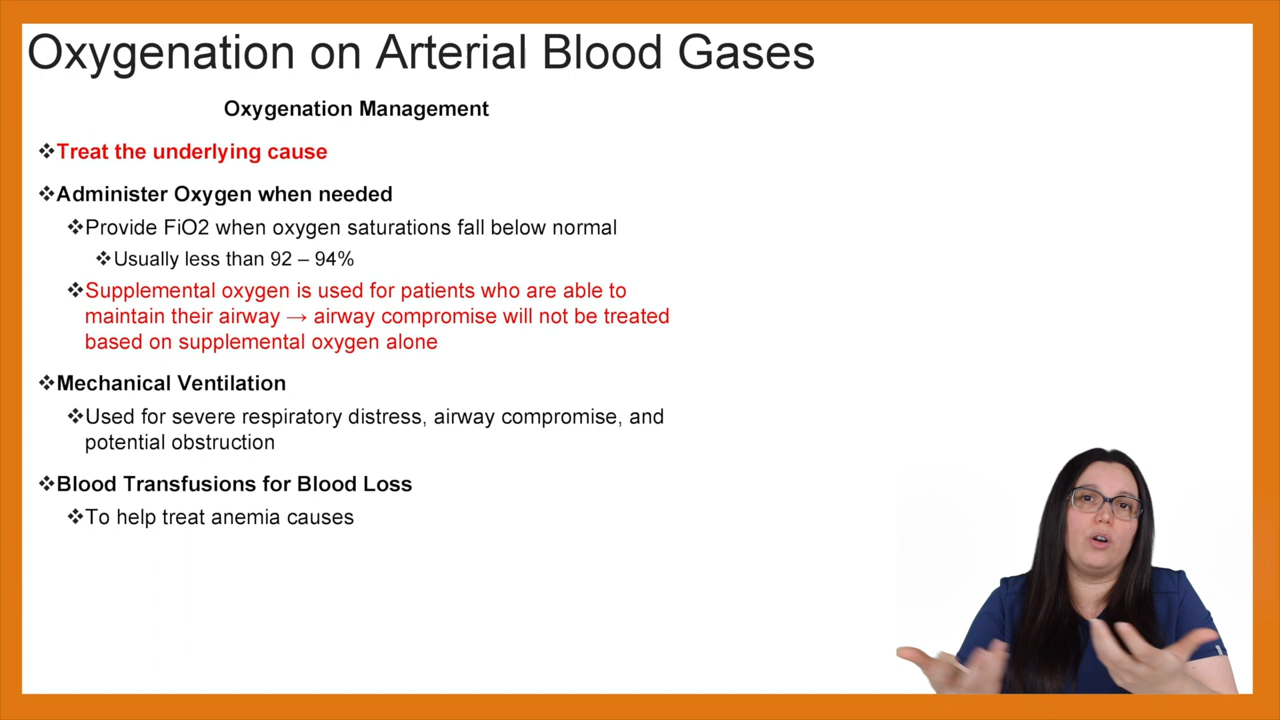 Oxygenation on Arterial Blood Gases
Oxygenation Management
❖Treat the underlying cause
❖Administer Oxygen when needed
❖Provide FiO2 when oxygen saturations fall below normal
❖Usually less than 92 – 94%
❖Supplemental oxygen is used for patients who are able to
maintain their airway → airway compromise will not be treated
based on supplemental oxygen alone
❖Mechanical Ventilation
❖Used for severe respiratory distress, airway compromise, and
potential obstruction
❖Blood Transfusions for Blood Loss
❖To help treat anemia causes